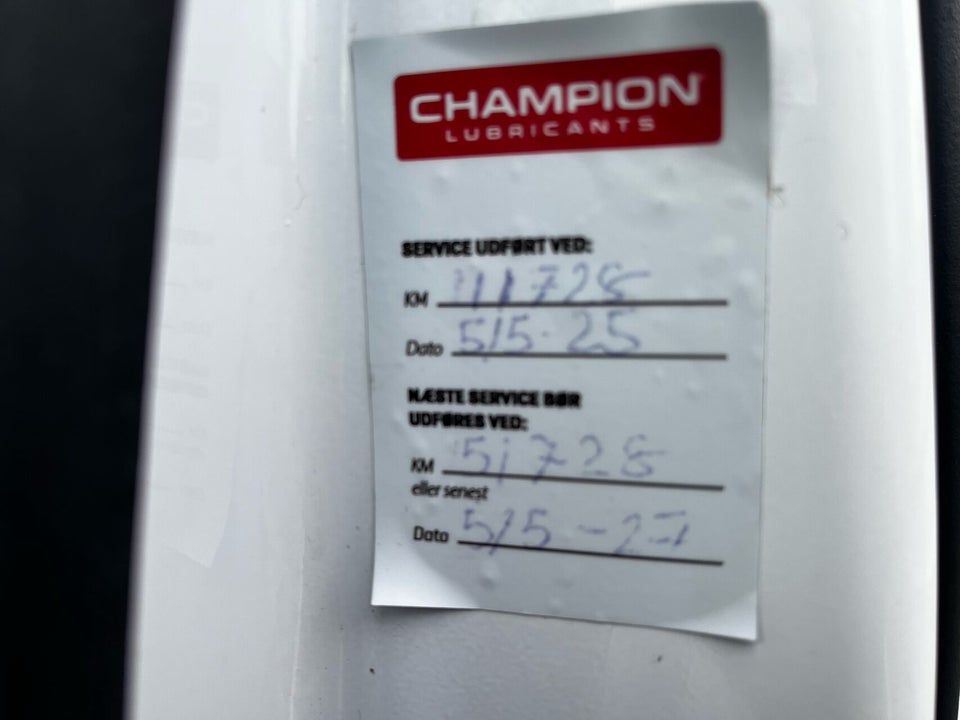 CHAMPION
LUBRICANTS
SERVICE UDFØRT VED:
KM
Dato 5/5-25
NÆSTE SERVICE BØR
UDFØRES VED:
KM 51728
eller senest
Dato 5/5-27